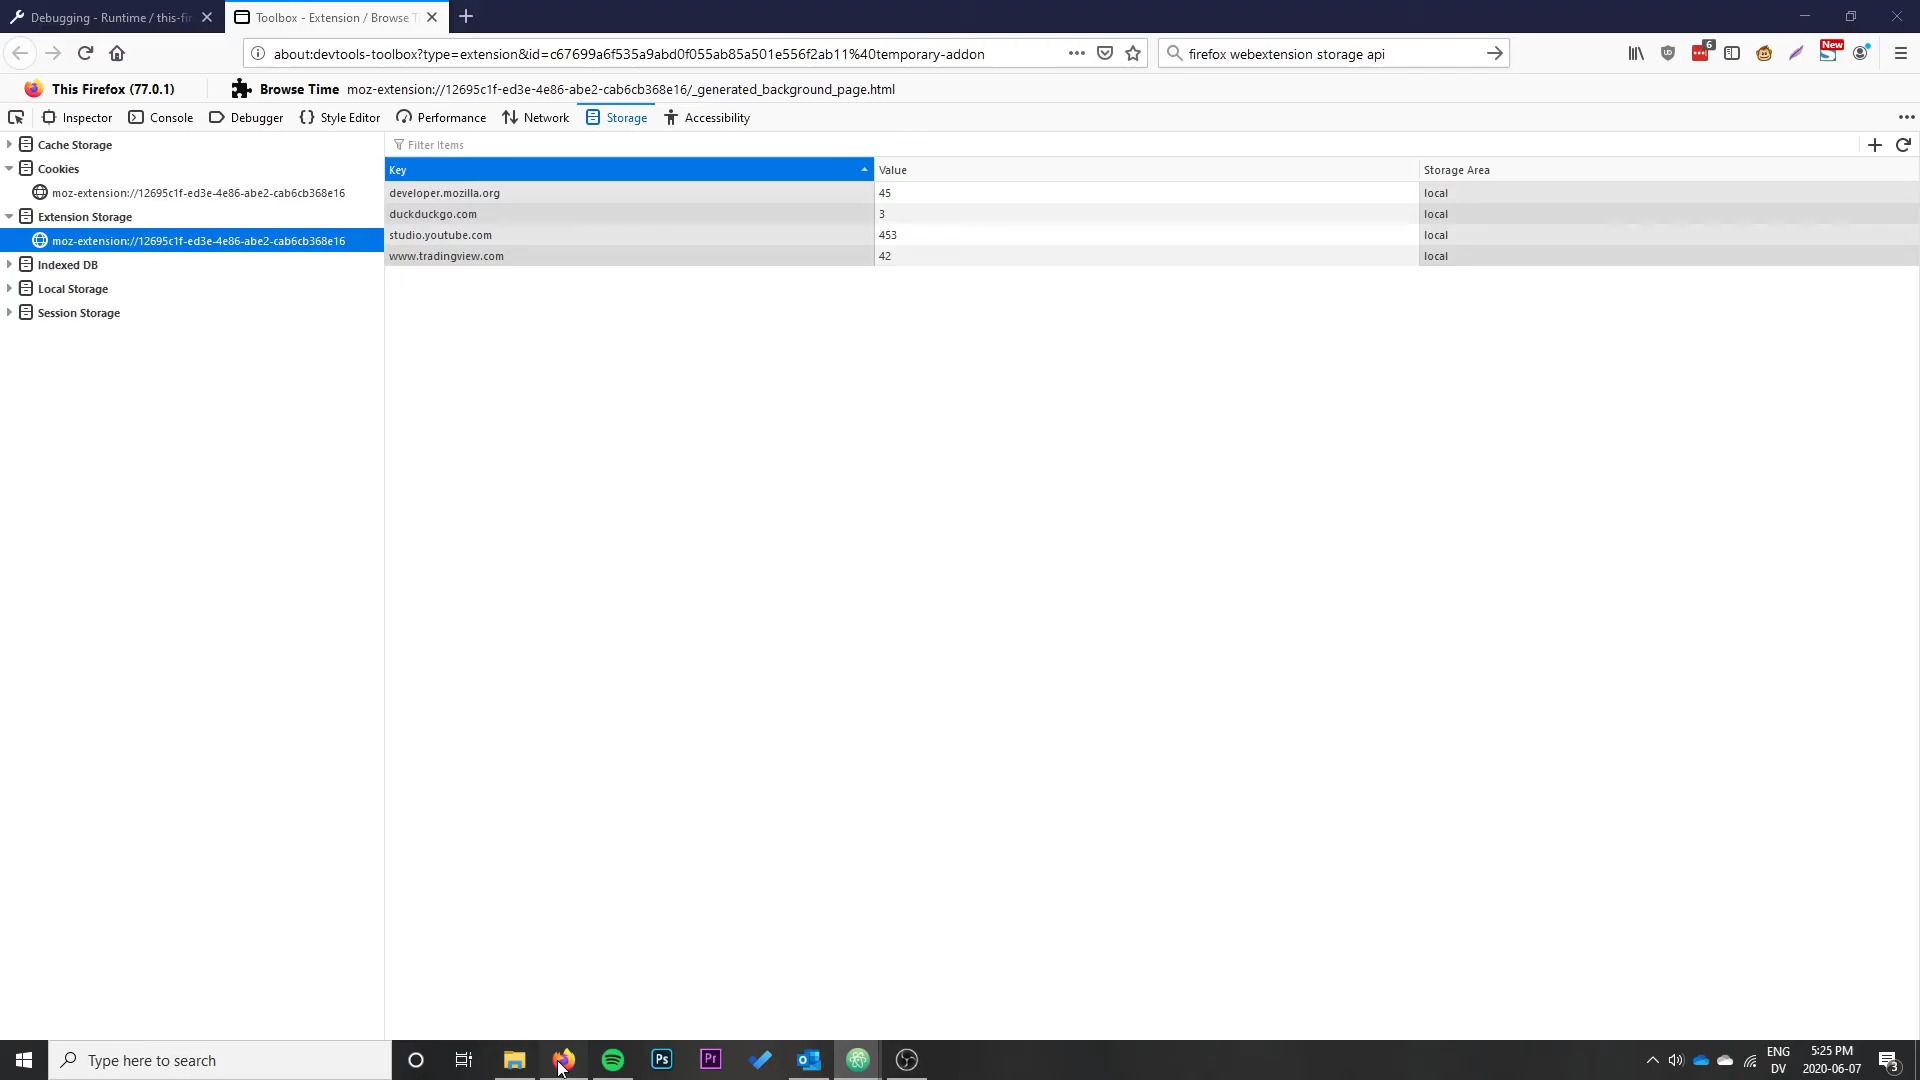 Debugging - Runtime / this-fir
Toolbox - Extension / Browse T
about:devtools-toolbox?type=extension&id=c67699a6f535a9abd0f055ab85a501e556f2ab11%40temporary-addon
firefox webextension storage api
6
New
This Firefox (77.0.1)
Browse Time moz-extension://12695c1f-ed3e-4e86-abe2-cab6cb368e16/_generated_background_page.html
Inspector Console Debugger Style Editor Performance Network Storage Accessibility
Cache Storage
Cookies
moz-extension://12695c1f-ed3e-4e86-abe2-cab6cb368e16
Extension Storage
moz-extension://12695c1f-ed3e-4e86-abe2-cab6cb368e16
Indexed DB
Local Storage
Session Storage
Filter Items
Key Value Storage Area
developer.mozilla.org 45 local
duckduckgo.com 3 local
studio.youtube.com 453 local
www.tradingview.com 42 local
Type here to search
Ps
Pr
ENG
DV
5:25 PM
2020-06-07
3